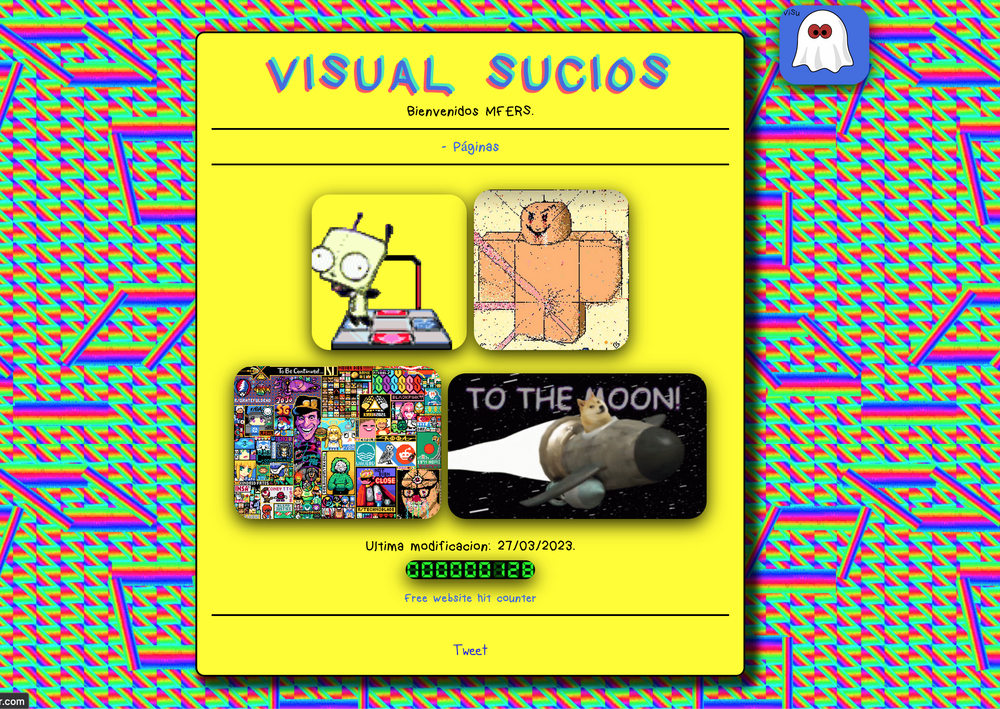 Visu
VISUAL SUCIOS
Bienvenidos MFERS.
- Páginas
To Be Continued
TO THE MOON!
Ultima modificacion: 27/03/2023.
Free website hit counter
Tweet
r.com